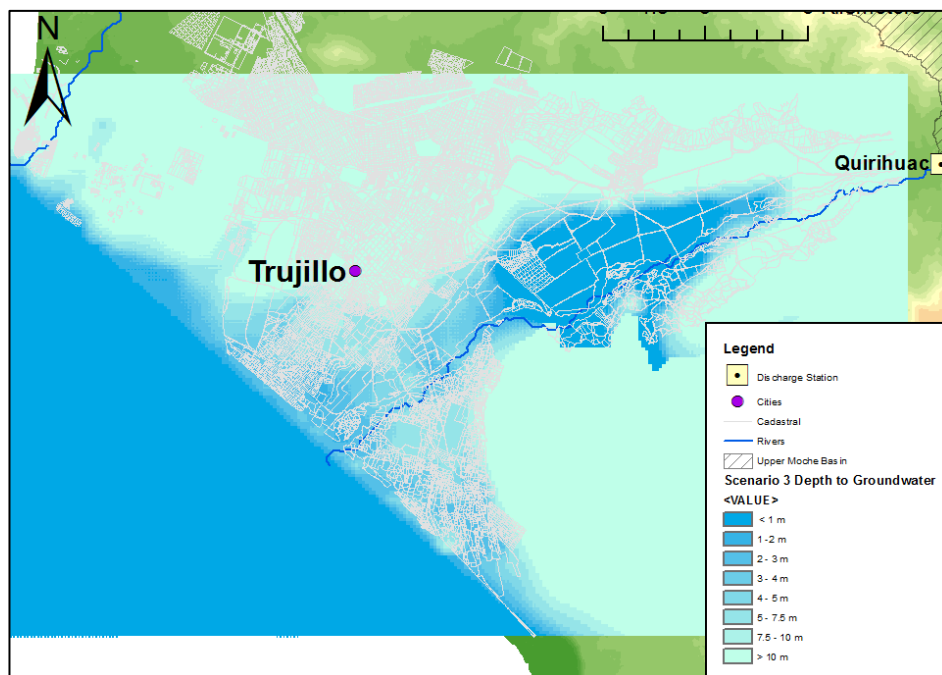 N
Quirihuac
Trujillo
Legend
Discharge Station
Cities
Cadastral
Rivers
Upper Moche Basin
Scenario 3 Depth to Groundwater
<VALUE>
< 1 m
1 - 2 m
2 - 3 m
3 - 4 m
4 - 5 m
5 - 7.5 m
7.5 - 10 m
> 10 m